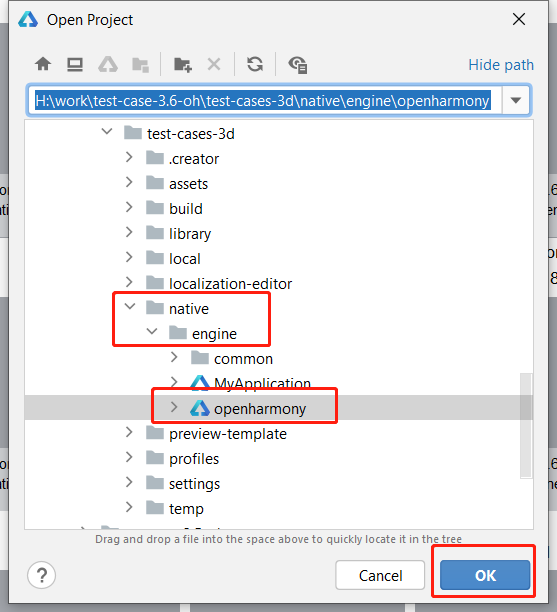 Open Project
Hide path
H:\work\test-case-3.6-oh\test-cases-3d\native\engine\openharmony
test-cases-3d
.creator
assets
build
library
local
localization-editor
native
engine
common
MyApplication
openharmony
preview-template
profiles
settings
temp
Drag and drop a file into the space above to quickly locate it in the tree
?
Cancel
OK